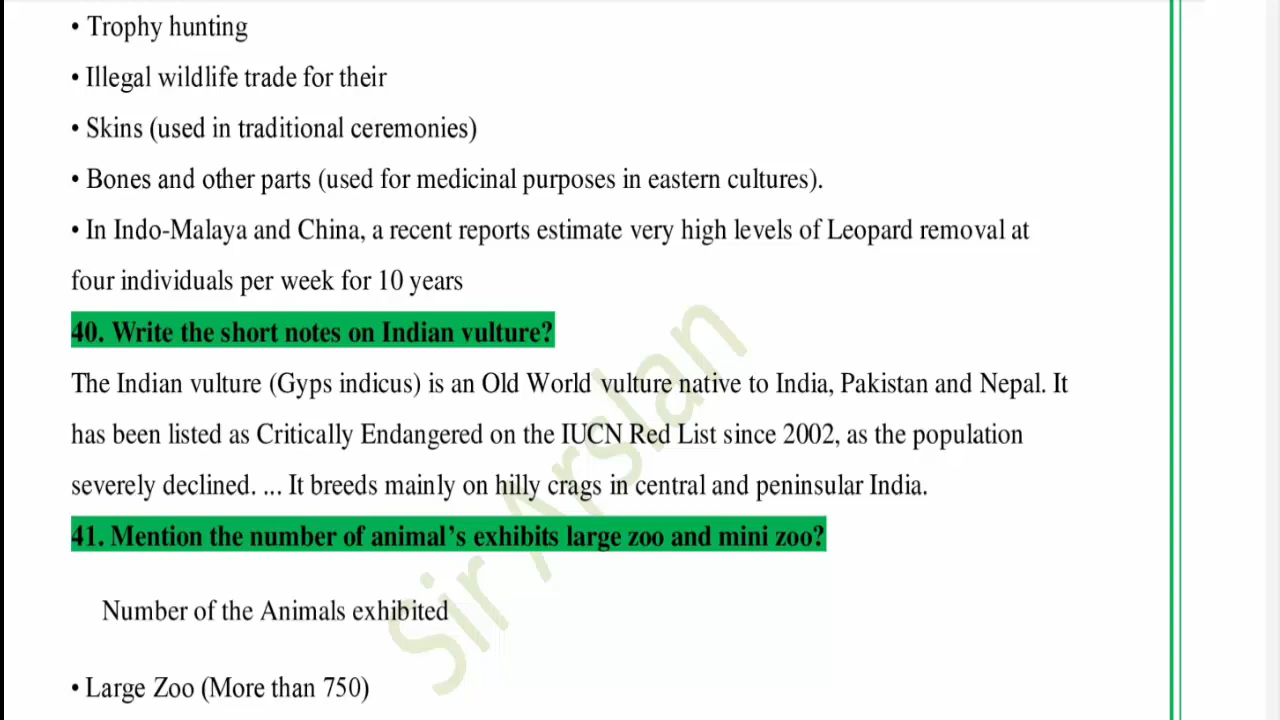 • Trophy hunting
• Illegal wildlife trade for their
• Skins (used in traditional ceremonies)
• Bones and other parts (used for medicinal purposes in eastern cultures).
• In Indo-Malaya and China, a recent reports estimate very high levels of Leopard removal at
four individuals per week for 10 years
40. Write the short notes on Indian vulture?
The Indian vulture (Gyps indicus) is an Old World vulture native to India, Pakistan and Nepal. It
has been listed as Critically Endangered on the IUCN Red List since 2002, as the population
severely declined. ... It breeds mainly on hilly crags in central and peninsular India.
41. Mention the number of animal’s exhibits large zoo and mini zoo?
Number of the Animals exhibited
• Large Zoo (More than 750)
Sir Arslan